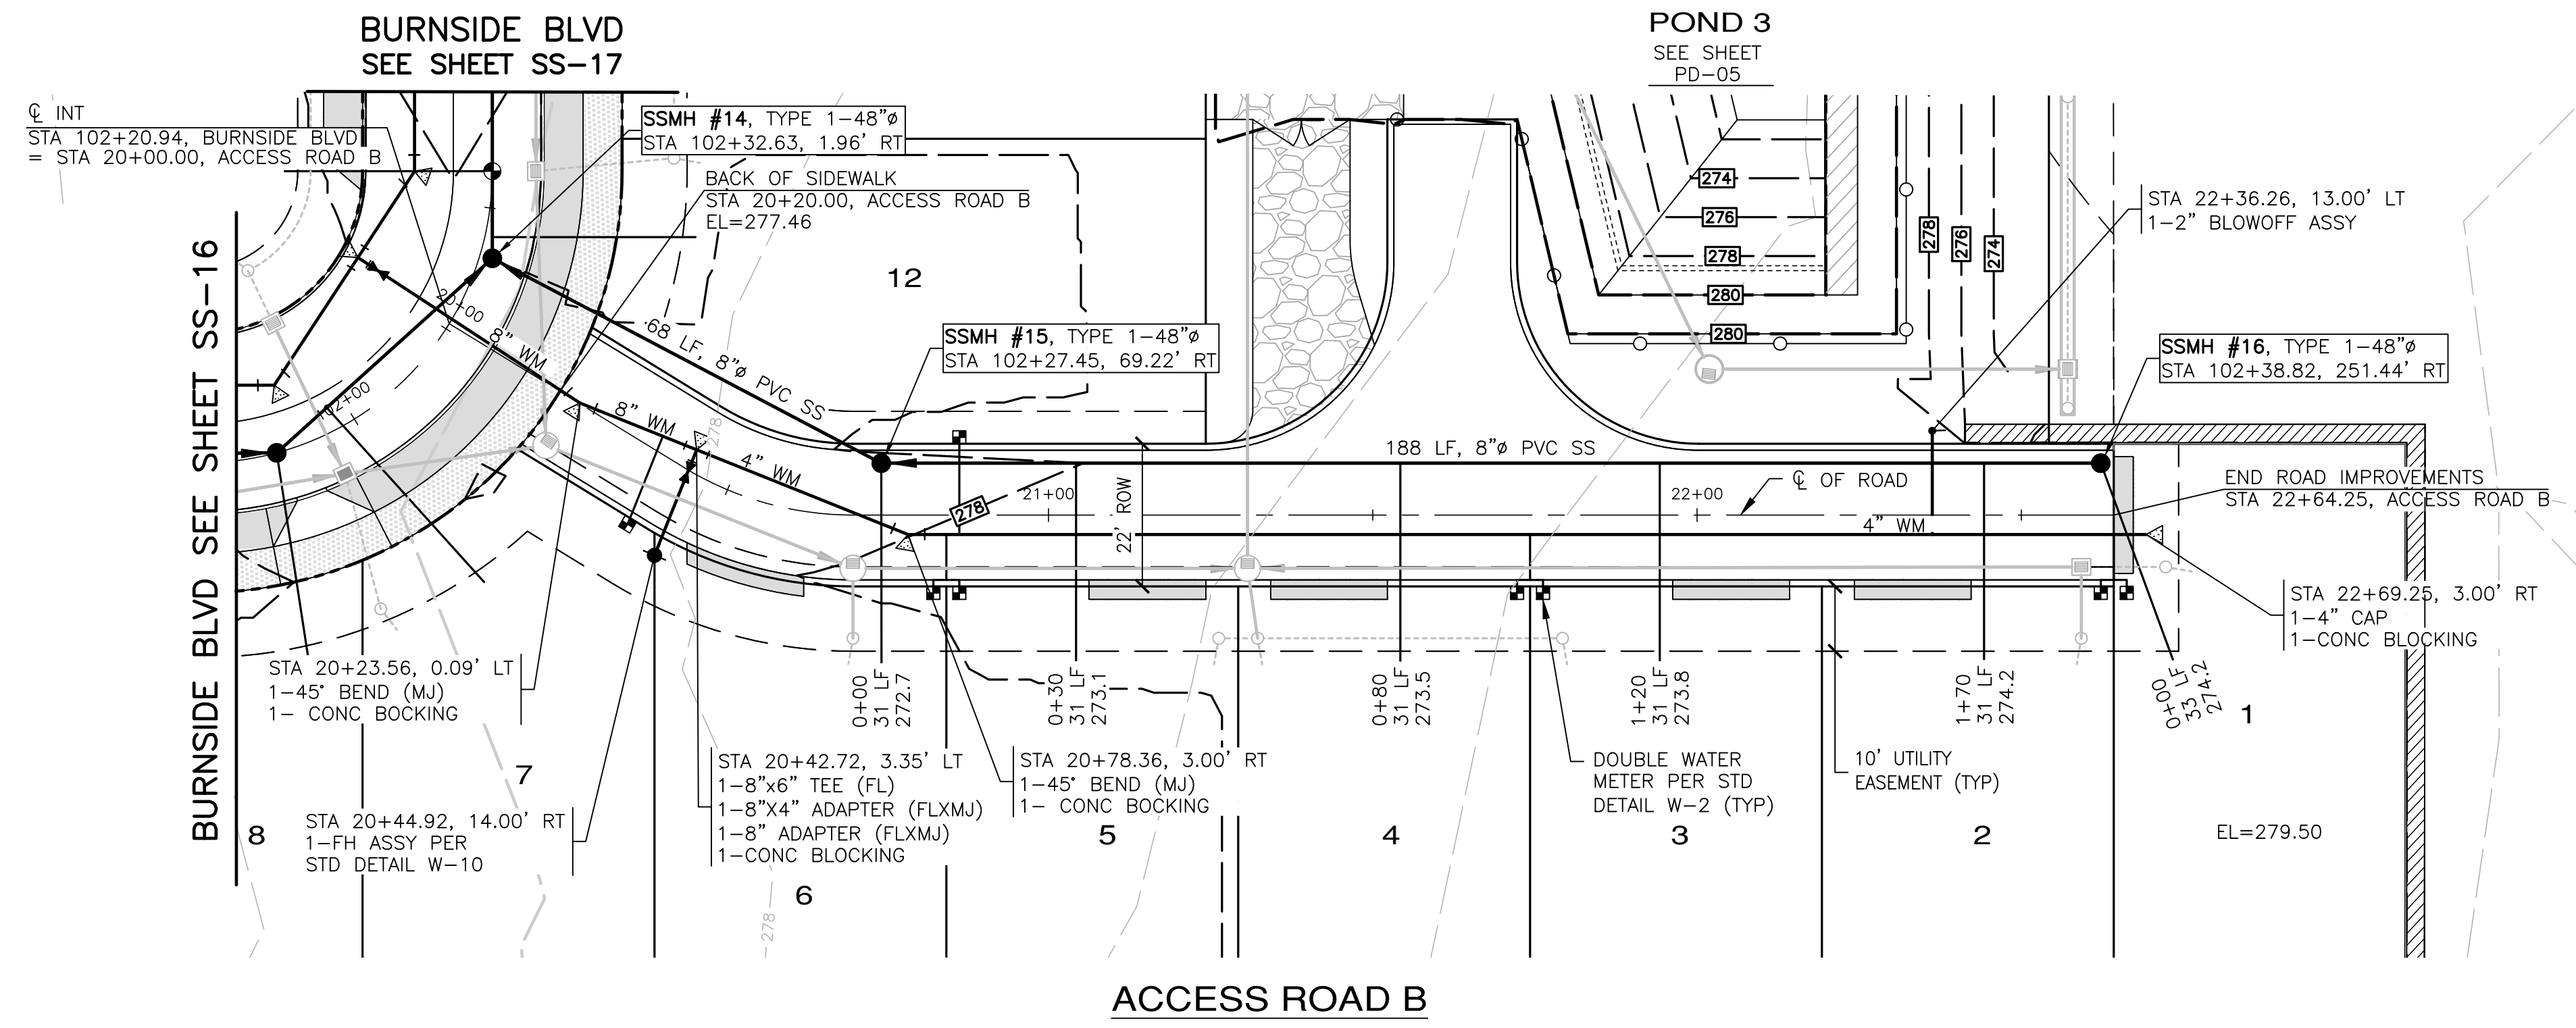 BURNSIDE BLVD
SEE SHEET SS-17
POND 3
SEE SHEET
PD-05
℄ INT
STA 102+20.94, BURNSIDE BLVD
= STA 20+00.00, ACCESS ROAD B
SSMH #14, TYPE 1-48"ø
STA 102+32.63, 1.96' RT
BACK OF SIDEWALK
STA 20+20.00, ACCESS ROAD B
EL=277.46
12
SSMH #15, TYPE 1-48"ø
STA 102+27.45, 69.22' RT
274
276
278
280
280
278
276
274
STA 22+36.26, 13.00' LT
1-2" BLOWOFF ASSY
SSMH #16, TYPE 1-48"ø
STA 102+38.82, 251.44' RT
BURNSIDE BLVD SEE SHEET SS-16
20+00
102+00
8" WM
68 LF, 8"ø PVC SS
8" WM
4" WM
278
188 LF, 8"ø PVC SS
278
21+00
22' ROW
22+00
℄ OF ROAD
4" WM
END ROAD IMPROVEMENTS
STA 22+64.25, ACCESS ROAD B
STA 22+69.25, 3.00' RT
1-4" CAP
1-CONC BLOCKING
STA 20+23.56, 0.09' LT
1-45° BEND (MJ)
1- CONC BOCKING
0+00
31 LF
272.7
0+30
31 LF
273.1
0+80
31 LF
273.5
1+20
31 LF
273.8
1+70
31 LF
274.2
0+00
33 LF
274.2
1
STA 20+42.72, 3.35' LT
1-8"x6" TEE (FL)
1-8"X4" ADAPTER (FLXMJ)
1-8" ADAPTER (FLXMJ)
1-CONC BLOCKING
STA 20+78.36, 3.00' RT
1-45° BEND (MJ)
1- CONC BOCKING
DOUBLE WATER
METER PER STD
DETAIL W-2 (TYP)
10' UTILITY
EASEMENT (TYP)
7
STA 20+44.92, 14.00' RT
1-FH ASSY PER
STD DETAIL W-10
8
6
5
4
3
2
EL=279.50
278
ACCESS ROAD B